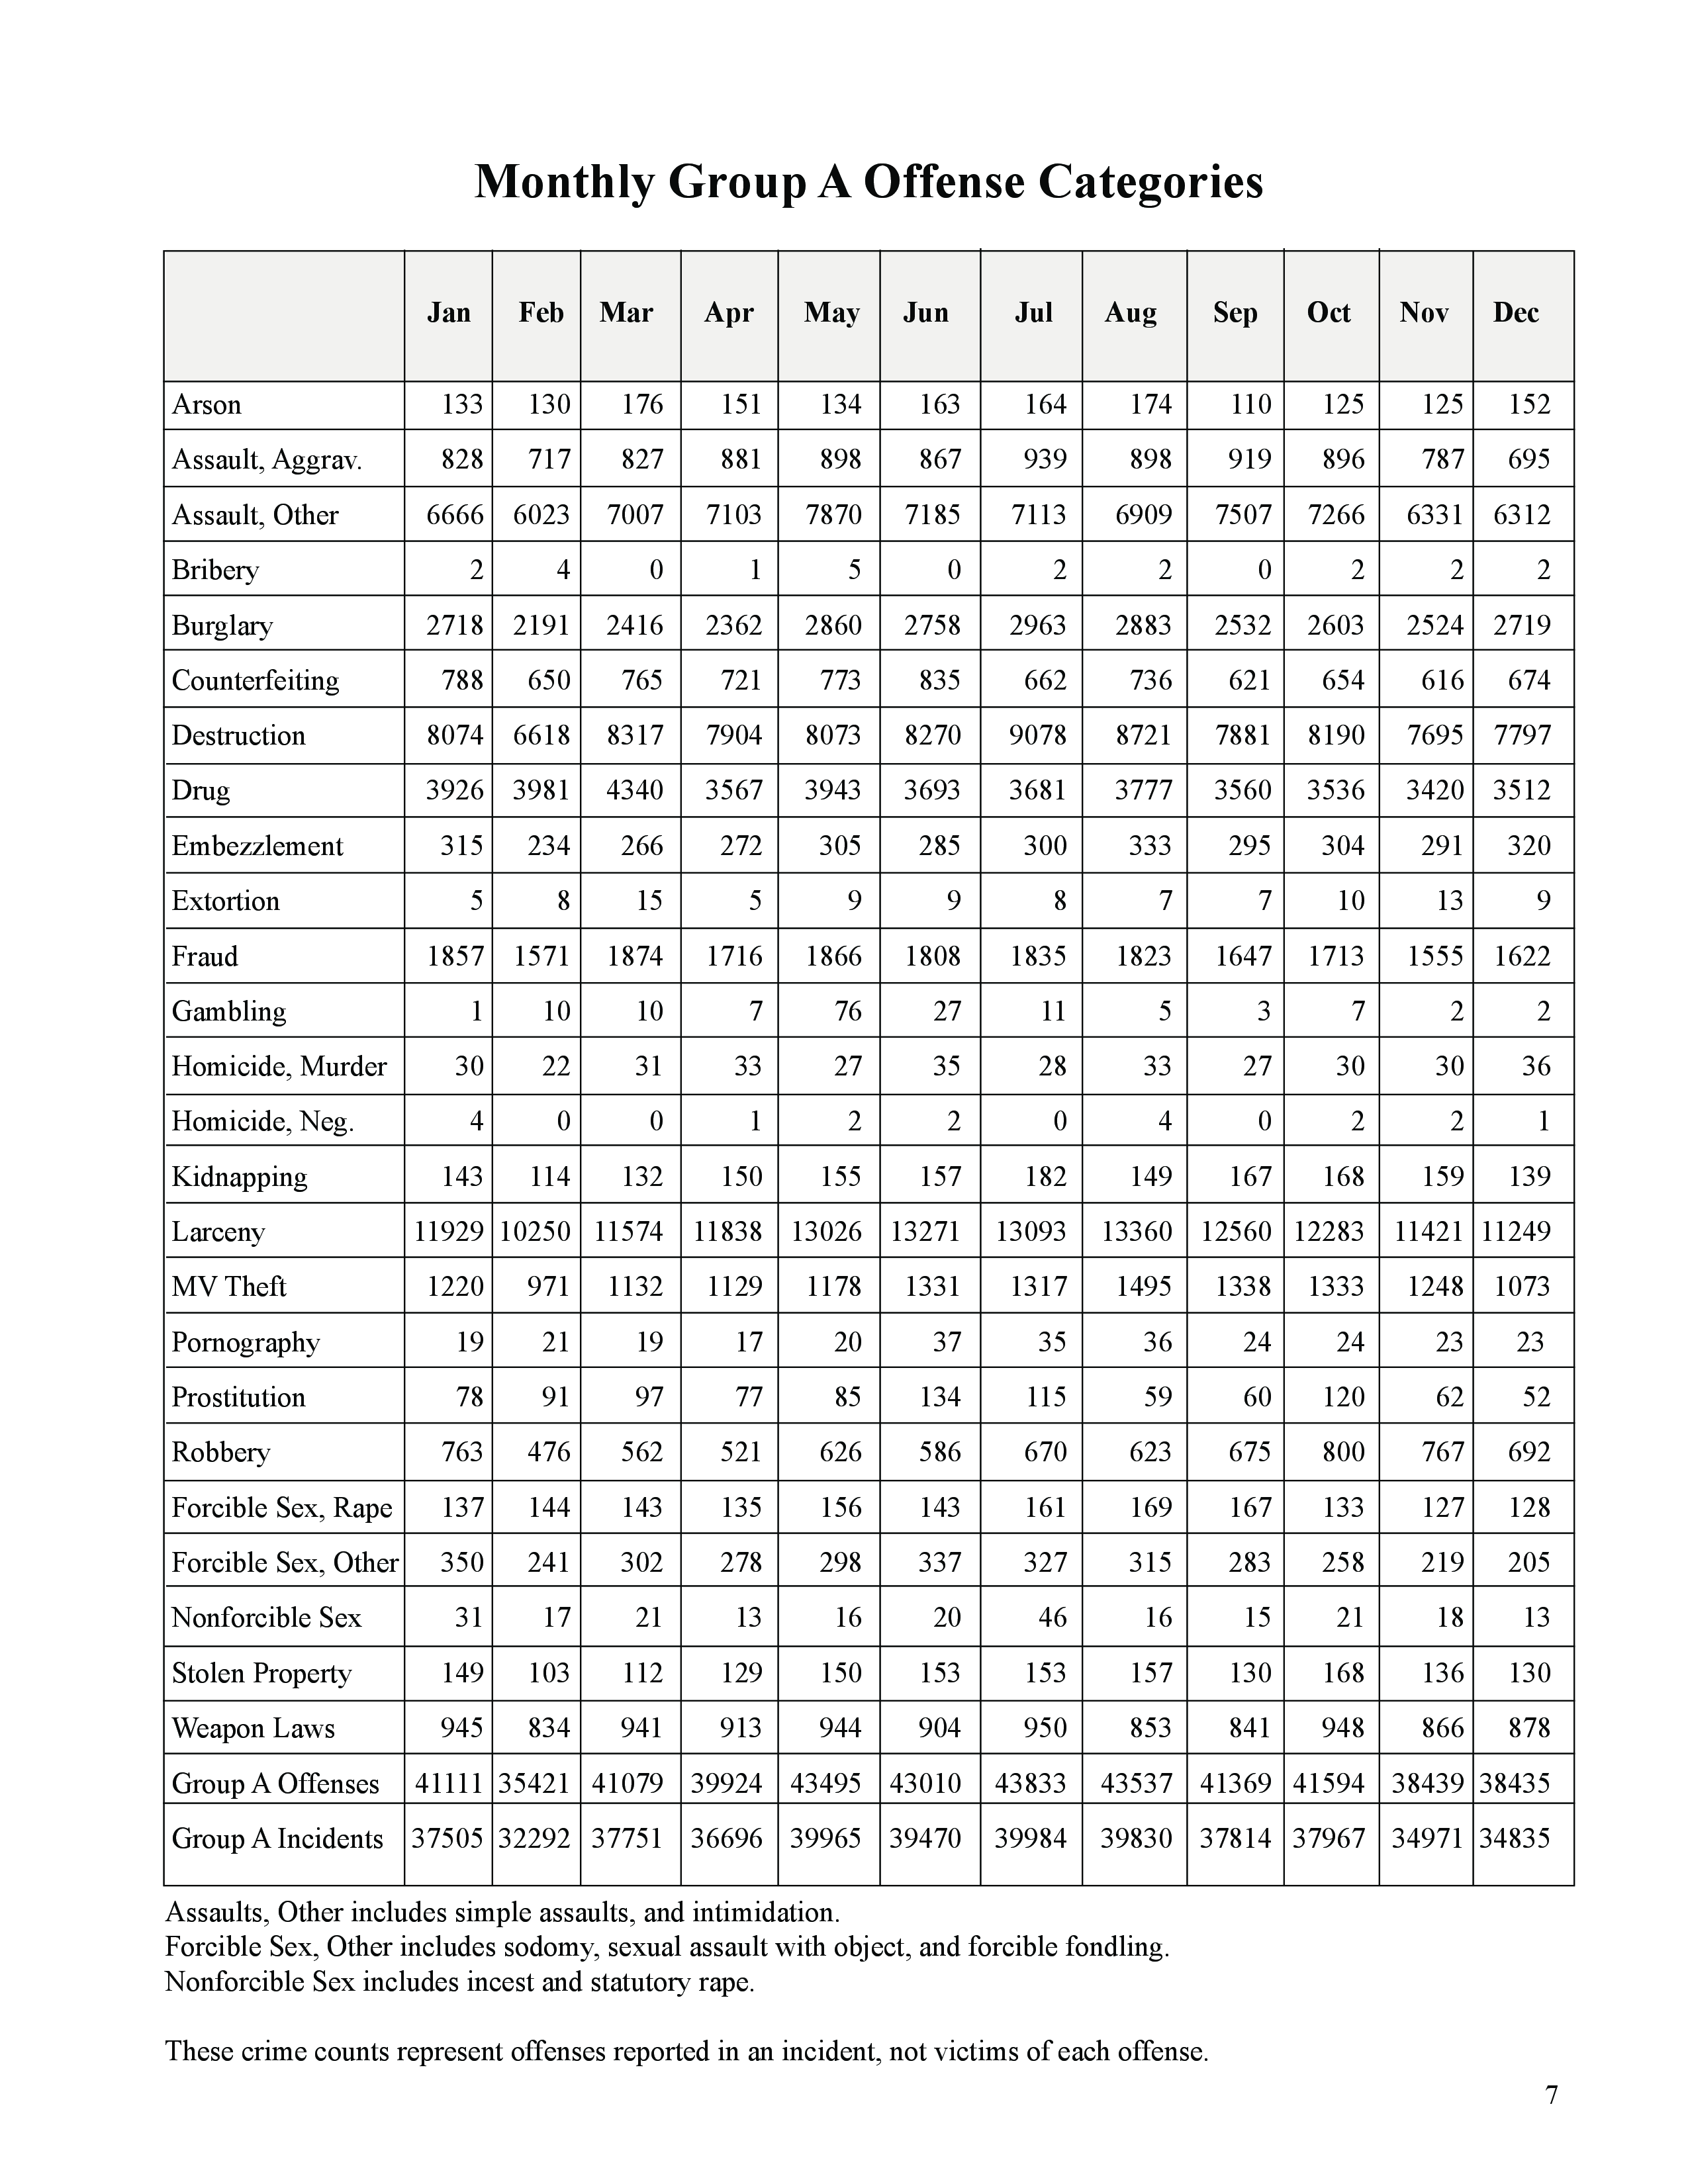 Monthly Group A Offense Categories
Jan Feb Mar Apr May Jun Jul Aug Sep Oct Nov Dec
Arson 133 130 176 151 134 163 164 174 110 125 125 152
Assault, Aggrav. 828 717 827 881 898 867 939 898 919 896 787 695
Assault, Other 6666 6023 7007 7103 7870 7185 7113 6909 7507 7266 6331 6312
Bribery 2 4 0 1 5 0 2 2 0 2 2 2
Burglary 2718 2191 2416 2362 2860 2758 2963 2883 2532 2603 2524 2719
Counterfeiting 788 650 765 721 773 835 662 736 621 654 616 674
Destruction 8074 6618 8317 7904 8073 8270 9078 8721 7881 8190 7695 7797
Drug 3926 3981 4340 3567 3943 3693 3681 3777 3560 3536 3420 3512
Embezzlement 315 234 266 272 305 285 300 333 295 304 291 320
Extortion 5 8 15 5 9 9 8 7 7 10 13 9
Fraud 1857 1571 1874 1716 1866 1808 1835 1823 1647 1713 1555 1622
Gambling 1 10 10 7 76 27 11 5 3 7 2 2
Homicide, Murder 30 22 31 33 27 35 28 33 27 30 30 36
Homicide, Neg. 4 0 0 1 2 2 0 4 0 2 2 1
Kidnapping 143 114 132 150 155 157 182 149 167 168 159 139
Larceny 11929 10250 11574 11838 13026 13271 13093 13360 12560 12283 11421 11249
MV Theft 1220 971 1132 1129 1178 1331 1317 1495 1338 1333 1248 1073
Pornography 19 21 19 17 20 37 35 36 24 24 23 23
Prostitution 78 91 97 77 85 134 115 59 60 120 62 52
Robbery 763 476 562 521 626 586 670 623 675 800 767 692
Forcible Sex, Rape 137 144 143 135 156 143 161 169 167 133 127 128
Forcible Sex, Other 350 241 302 278 298 337 327 315 283 258 219 205
Nonforcible Sex 31 17 21 13 16 20 46 16 15 21 18 13
Stolen Property 149 103 112 129 150 153 153 157 130 168 136 130
Weapon Laws 945 834 941 913 944 904 950 853 841 948 866 878
Group A Offenses 41111 35421 41079 39924 43495 43010 43833 43537 41369 41594 38439 38435
Group A Incidents 37505 32292 37751 36696 39965 39470 39984 39830 37814 37967 34971 34835
Assaults, Other includes simple assaults, and intimidation.
Forcible Sex, Other includes sodomy, sexual assault with object, and forcible fondling.
Nonforcible Sex includes incest and statutory rape.
These crime counts represent offenses reported in an incident, not victims of each offense.
7